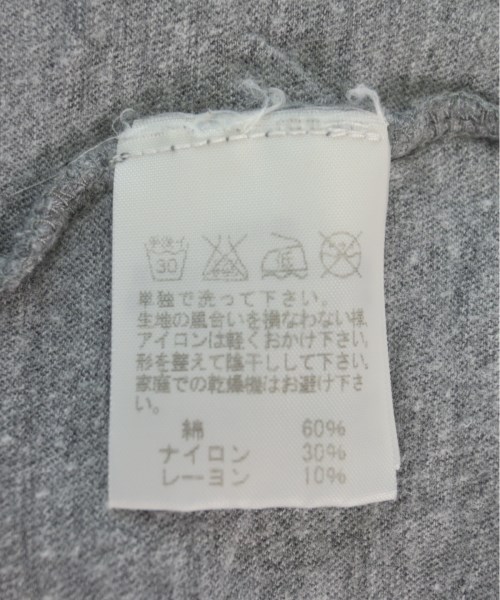 手洗イ
30
低
単独で洗って下さい。
生地の風合いを損なわない様、
アイロンは軽くおかけ下さい。
形を整えて陰干しして下さい。
家庭での乾燥機はお避け下さ
い。
綿 60%
ナイロン 30%
レーヨン 10%